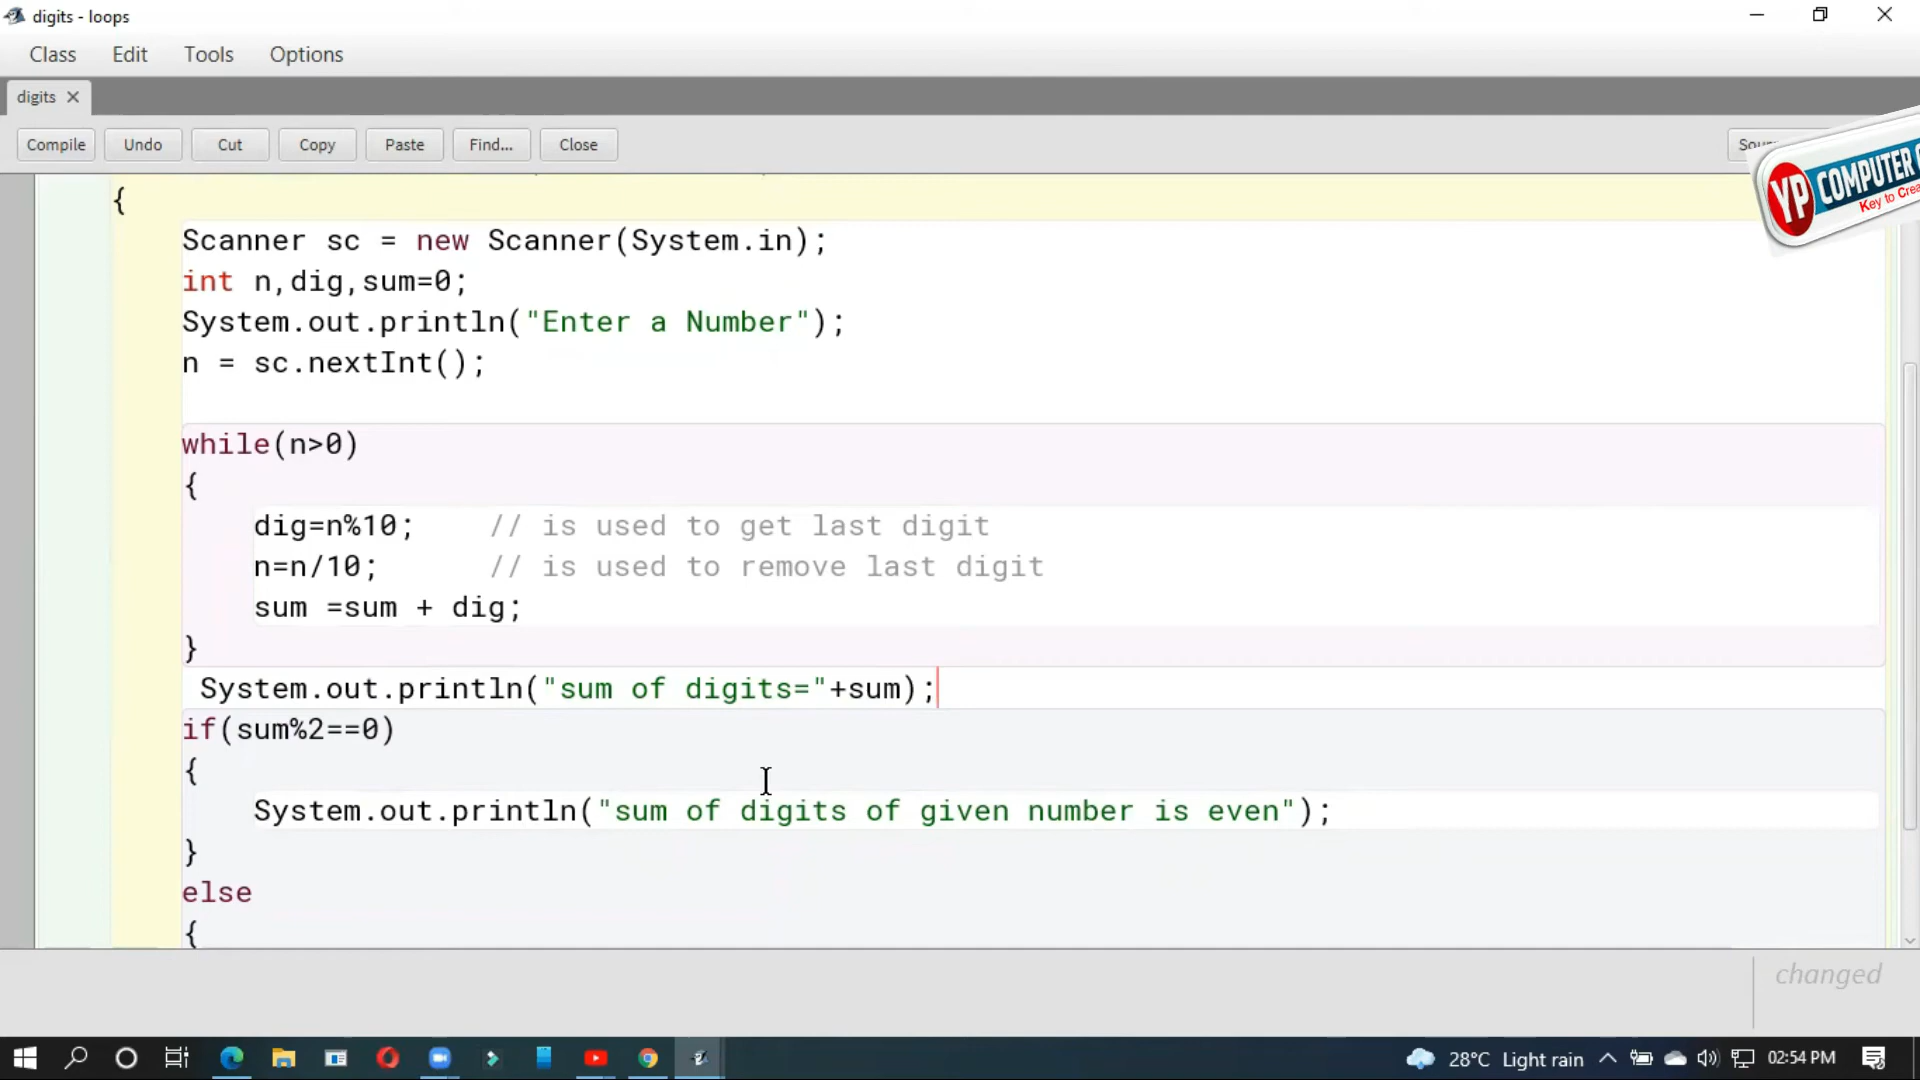 digits - loops
Class Edit Tools Options
digits
Compile Undo Cut Copy Paste Find... Close
YP COMPUTER
Key to
{
Scanner sc = new Scanner(System.in);
int n,dig,sum=0;
System.out.println("Enter a Number");
n = sc.nextInt();
while(n>0)
{
dig=n%10; // is used to get last digit
n=n/10; // is used to remove last digit
sum =sum + dig;
}
System.out.println("sum of digits="+sum);
if(sum%2==0)
{
System.out.println("sum of digits of given number is even");
}
else
{
changed
28°C Light rain 02:54 PM